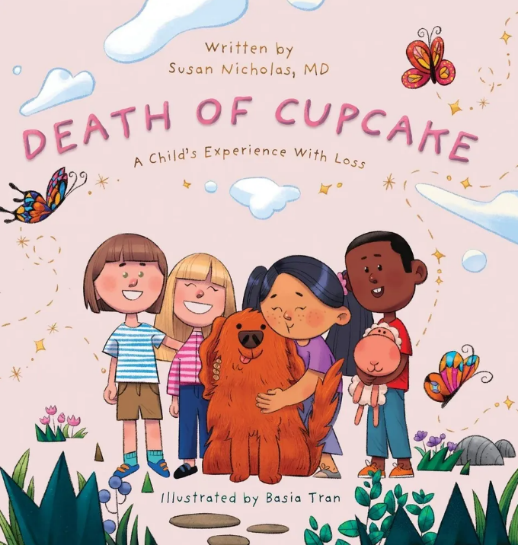 Written by
Susan Nicholas, MD
DEATH OF CUPCAKE
A Child's Experience With Loss
Illustrated by Basia Tran